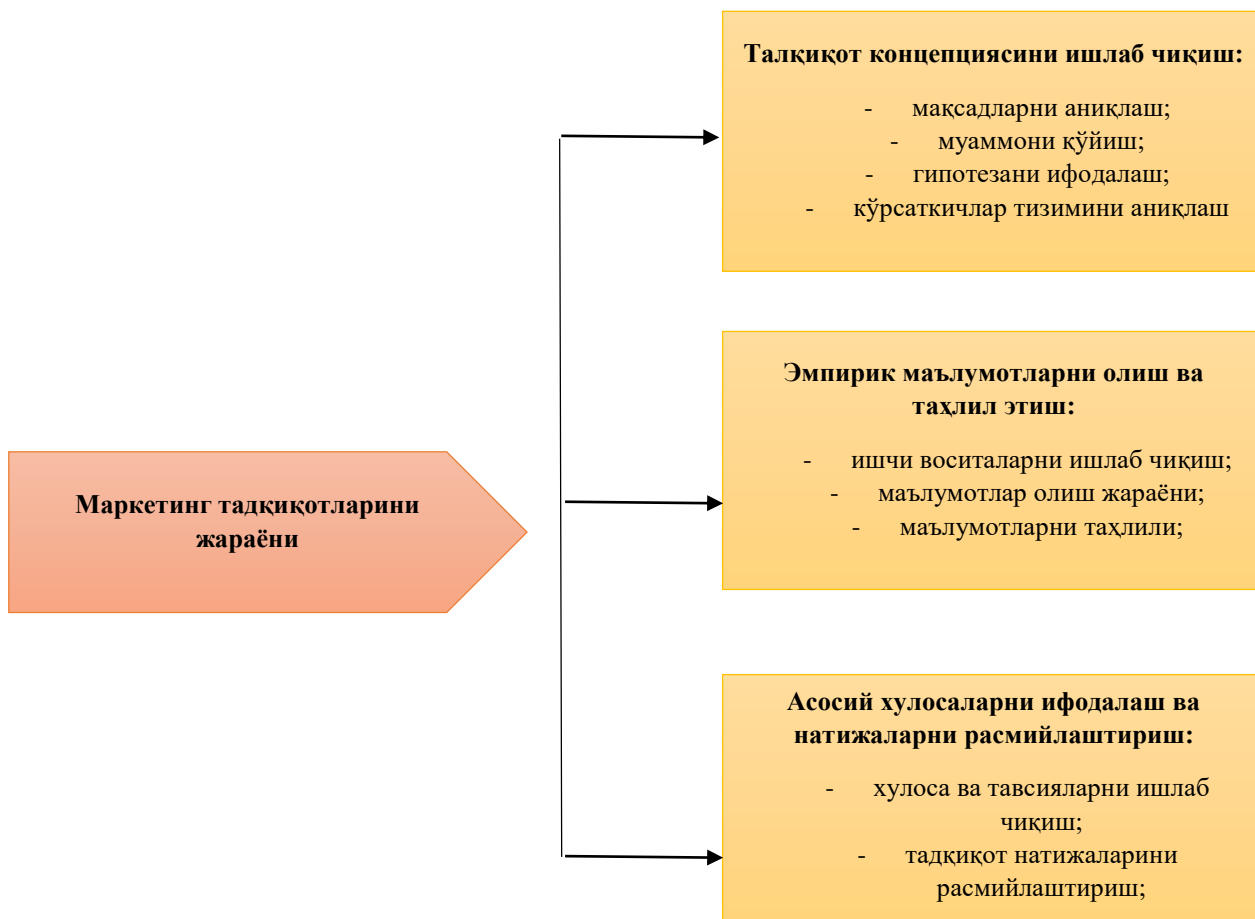 Талқиқот концепциясини ишлаб чиқиш:
- мақсадларни аниқлаш;
- муаммони қўйиш;
- гипотезани ифодалаш;
- кўрсаткичлар тизимини аниқлаш
Эмпирик маълумотларни олиш ва
таҳлил этиш:
- ишчи воситаларни ишлаб чиқиш;
- маълумотлар олиш жараёни;
- маълумотларни таҳлили;
Маркетинг тадқиқотларини
жараёни
Асосий хулосаларни ифодалаш ва
натижаларни расмийлаштириш:
- хулоса ва тавсияларни ишлаб
чиқиш;
- тадқиқот натижаларини
расмийлаштириш;